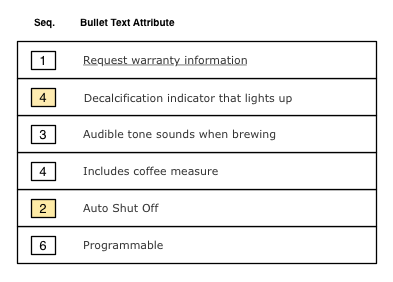 Seq. Bullet Text Attribute
1 Request warranty information
4 Decalcification indicator that lights up
3 Audible tone sounds when brewing
4 Includes coffee measure
2 Auto Shut Off
6 Programmable